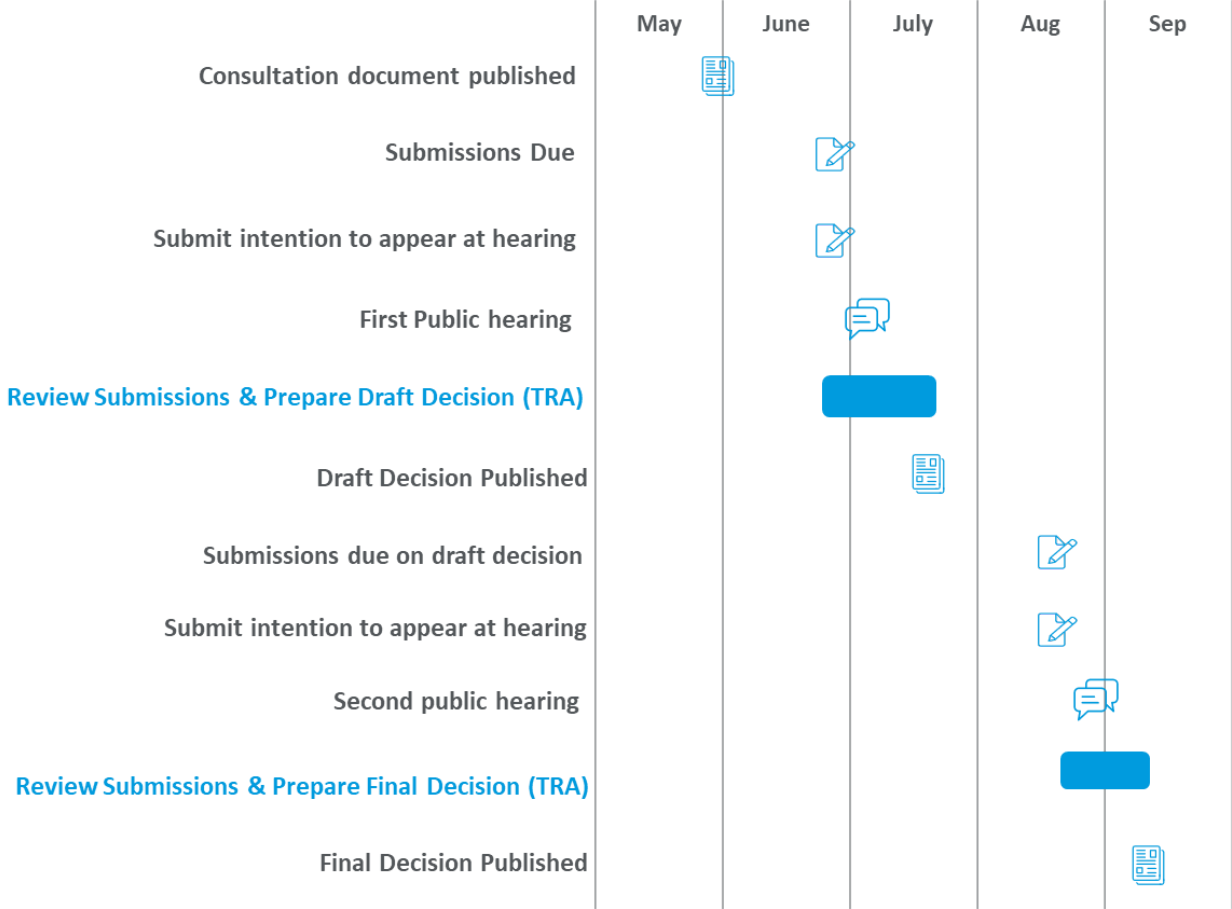 May June July Aug Sep
Consultation document published
Submissions Due
Submit intention to appear at hearing
First Public hearing
Review Submissions & Prepare Draft Decision (TRA)
Draft Decision Published
Submissions due on draft decision
Submit intention to appear at hearing
Second public hearing
Review Submissions & Prepare Final Decision (TRA)
Final Decision Published